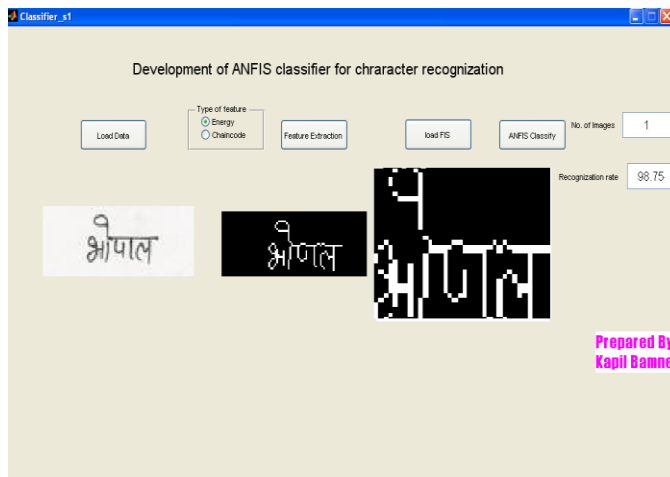 Classifier_s1
Development of ANFIS classifier for chraracter recognization
Type of feature
Energy
Chaincode
Load Data
Feature Extraction
load FIS
ANFIS Classify
No. of Images
1
Recognization rate
98.75
भोपाल
भोपाल
भोपाल
Prepared By
Kapil Bamne